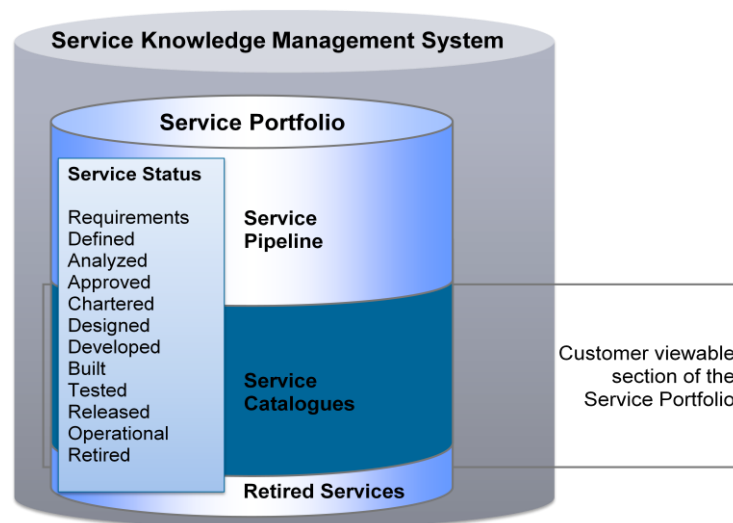 Service Knowledge Management System
Service Portfolio
Service Status
Requirements
Defined
Analyzed
Approved
Chartered
Designed
Developed
Built
Tested
Released
Operational
Retired
Service
Pipeline
Service
Catalogues
Retired Services
Customer viewable
section of the
Service Portfolio